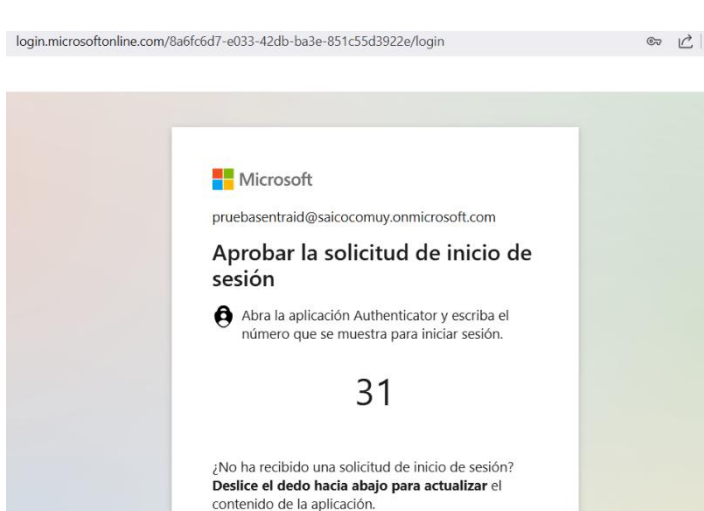 login.microsoftonline.com/8a6fc6d7-e033-42db-ba3e-851c55d3922e/login
Microsoft
pruebasentraid@saicocomuy.onmicrosoft.com
Aprobar la solicitud de inicio de
sesión
Abra la aplicación Authenticator y escriba el
número que se muestra para iniciar sesión.
31
¿No ha recibido una solicitud de inicio de sesión?
Deslice el dedo hacia abajo para actualizar el
contenido de la aplicación.